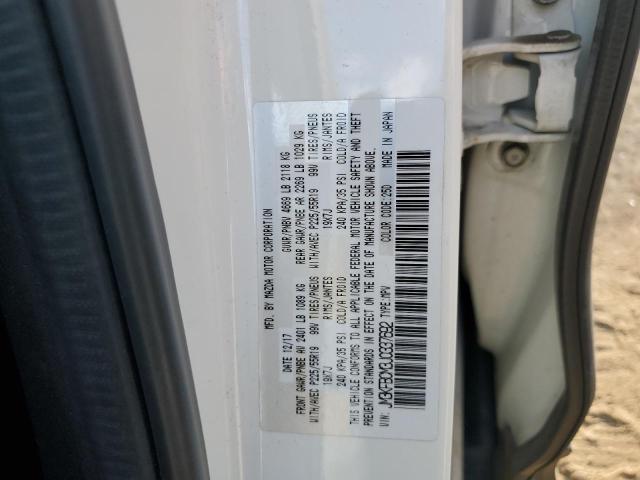 MFD. BY MAZDA MOTOR CORPORATION
DATE 12/17 GVWR/PNBV 4669 LB 2118 KG
FRONT GAWR/PNBE AV 2401 LB 1089 KG REAR GAWR/PNBE AR 2269 LB 1029 KG
WITH/AVEC P225/55R19 99V TIRES/PNEUS WITH/AVEC P225/55R19 99V TIRES/PNEUS
19X7J RIMS/JANTES 19X7J RIMS/JANTES
240 KPA/35 PSI COLD/A FROID 240 KPA/35 PSI COLD/A FROID
THIS VEHICLE CONFORMS TO ALL APPLICABLE FEDERAL MOTOR VEHICLE SAFETY AND THEFT
PREVENTION STANDARDS IN EFFECT ON THE DATE OF MANUFACTURE SHOWN ABOVE.
VIN: TYPE:MPV COLOR CODE:25D MADE IN JAPAN